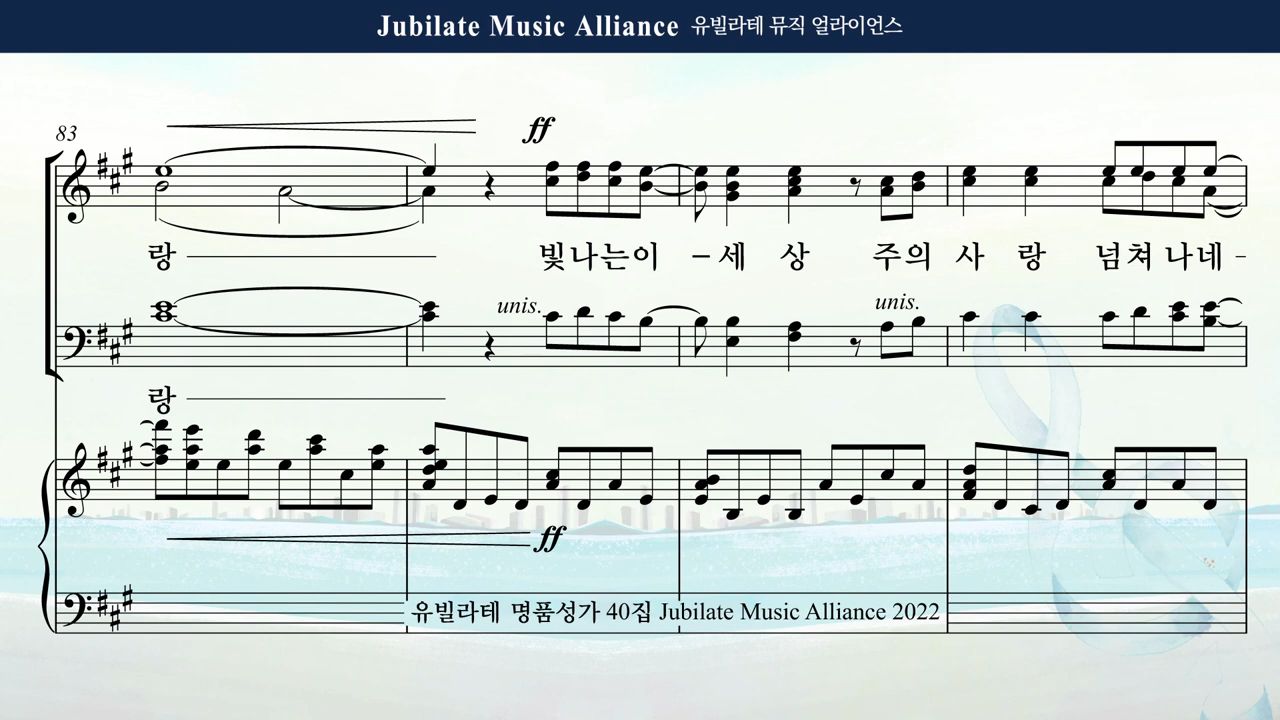 Jubilate Music Alliance 유빌라테 뮤직 얼라이언스
83
ff
랑 빛나는이 - 세 상 주의 사 랑 넘쳐 나네 -
unis. unis.
랑
ff
유빌라테 명품성가 40집 Jubilate Music Alliance 2022